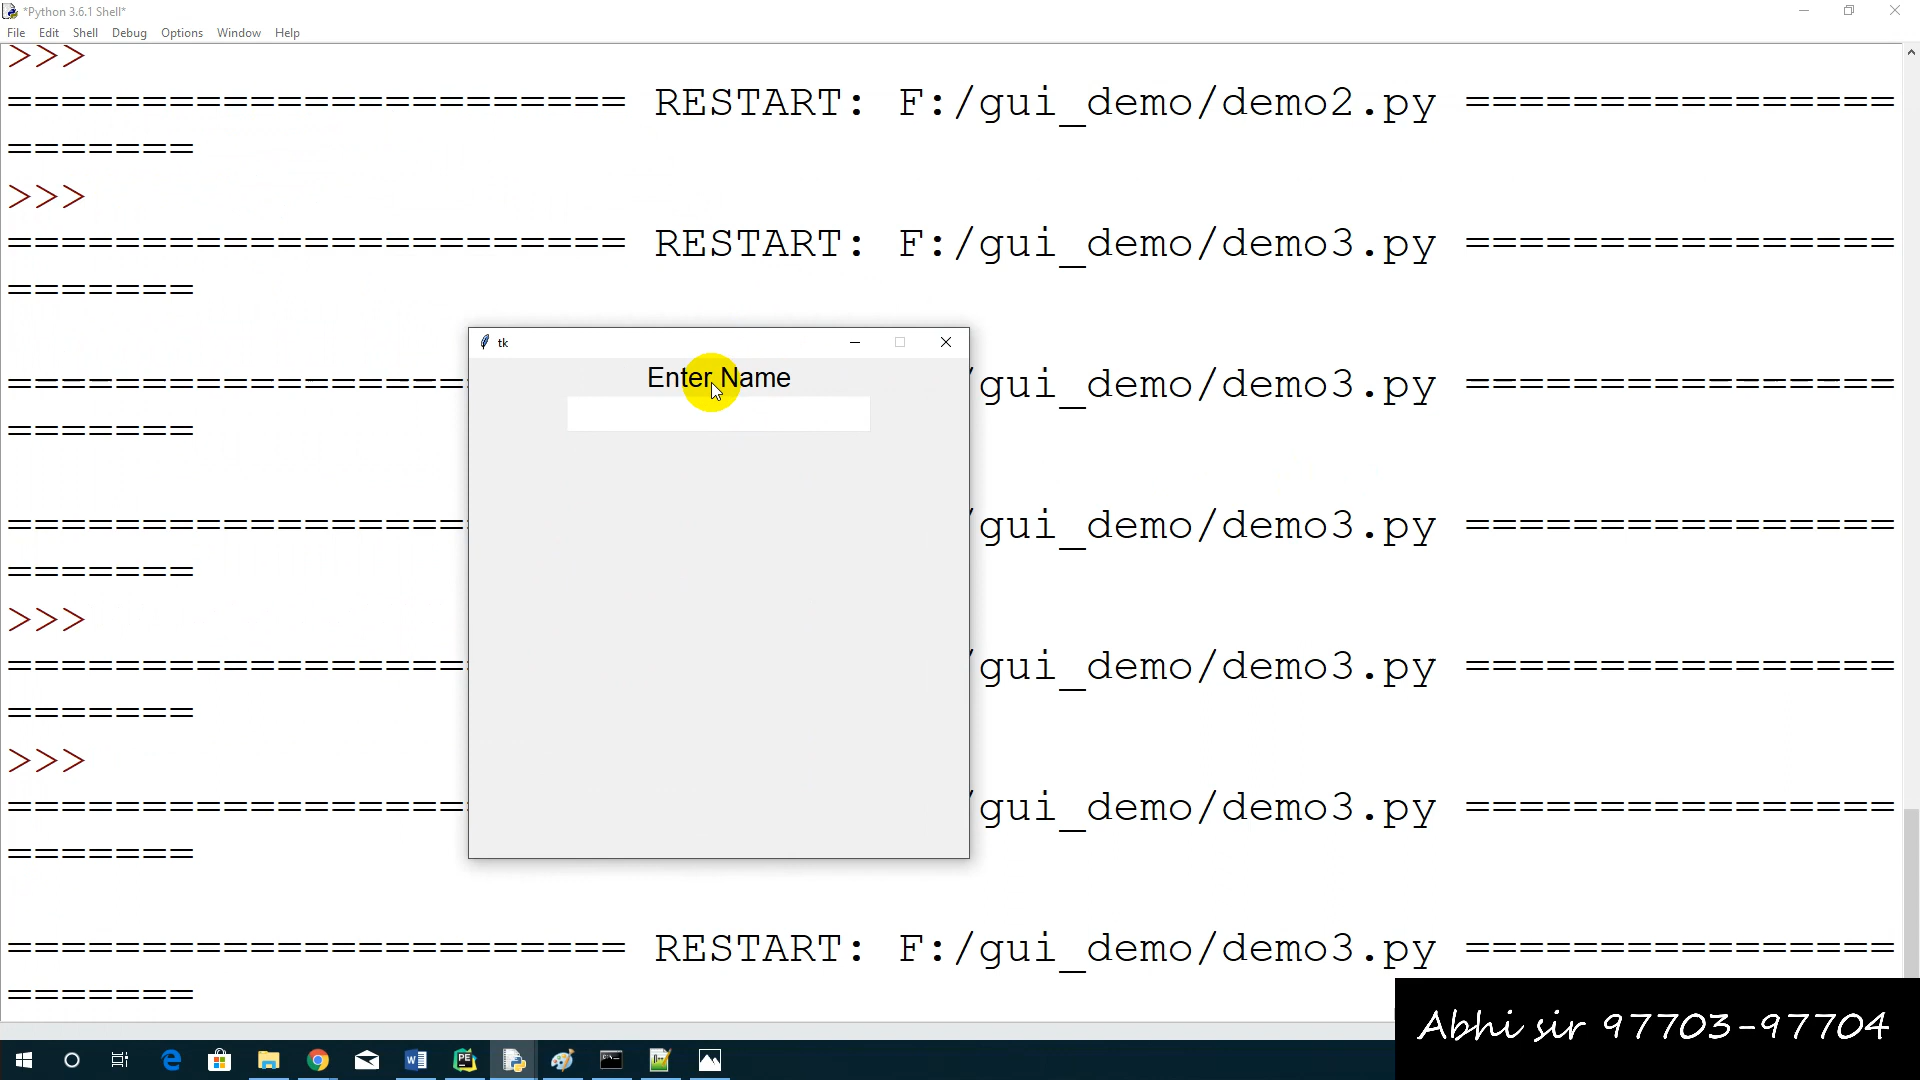 *Python 3.6.1 Shell*
File Edit Shell Debug Options Window Help
>>>
======================= RESTART: F:/gui_demo/demo2.py ================
=======
>>>
======================= RESTART: F:/gui_demo/demo3.py ================
=======
tk
Enter Name
================= /gui_demo/demo3.py ================
=======
================= /gui_demo/demo3.py ================
=======
>>>
================= /gui_demo/demo3.py ================
=======
>>>
================= /gui_demo/demo3.py ================
=======
======================= RESTART: F:/gui_demo/demo3.py ================
=======
Abhi sir 97703-97704